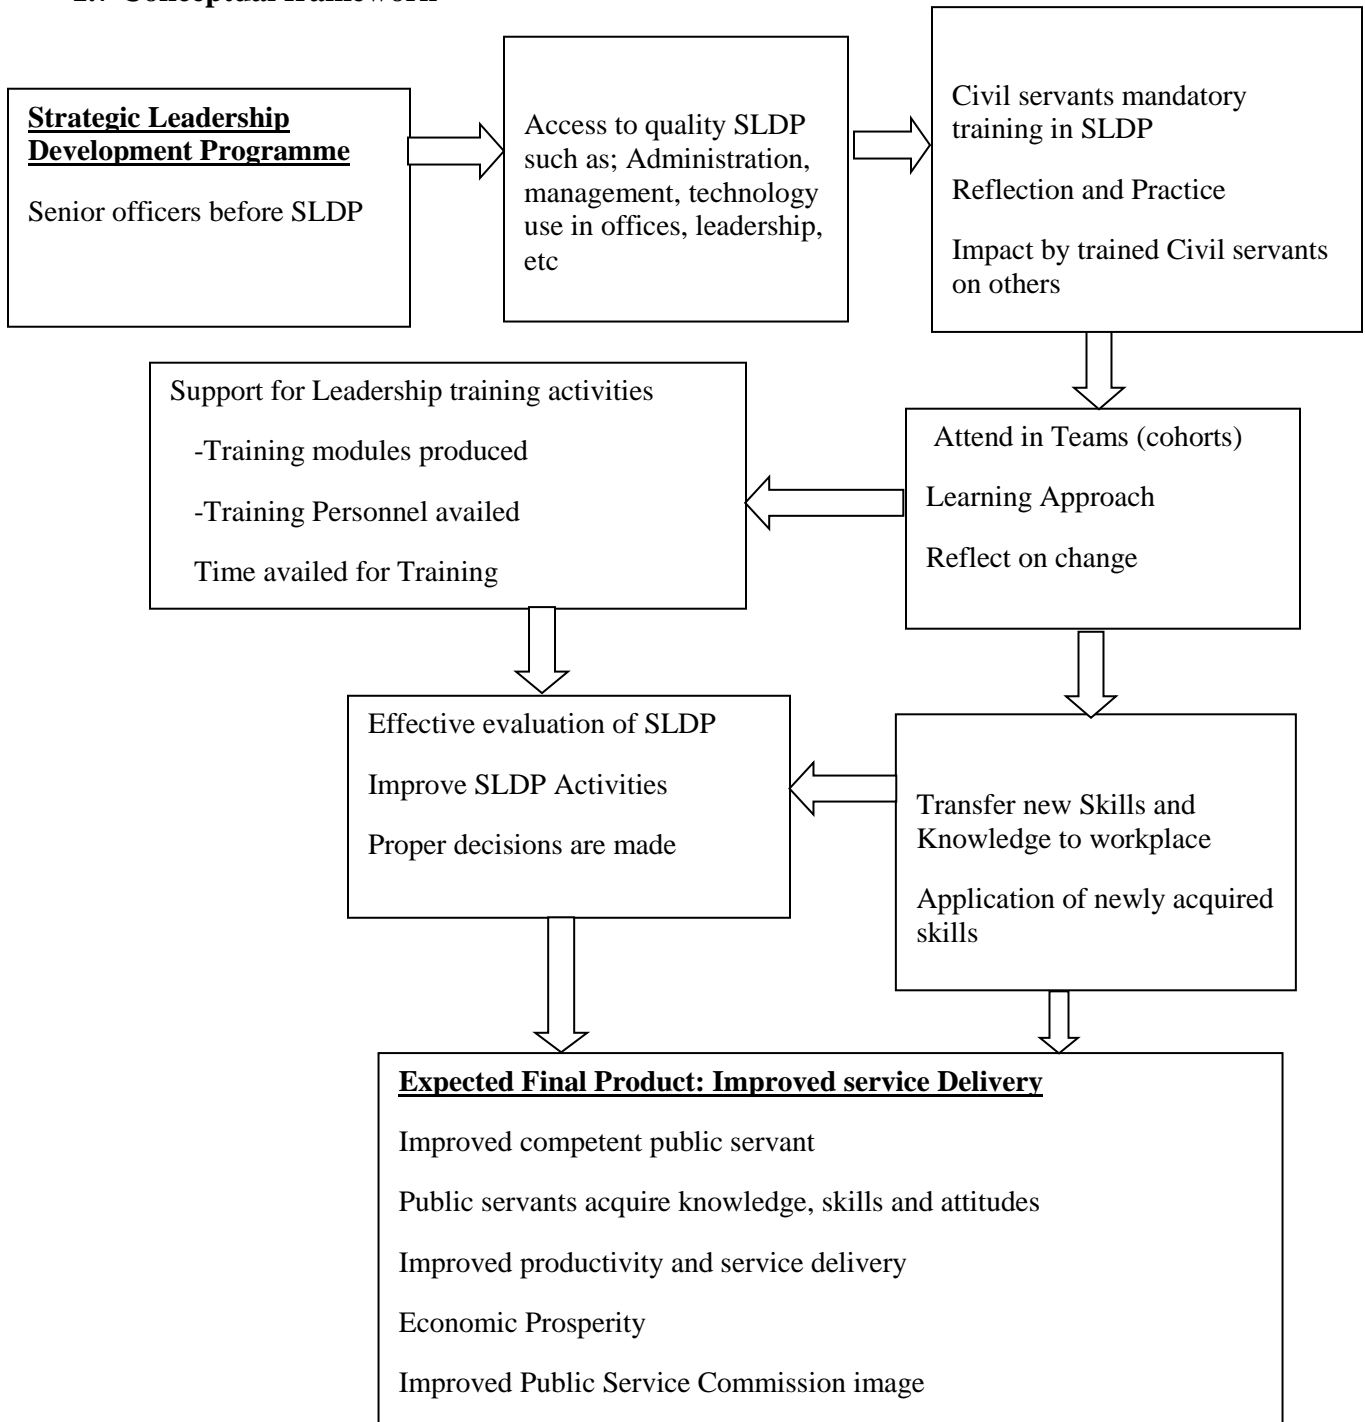 Strategic Leadership
Development Programme
Senior officers before SLDP
Access to quality SLDP
such as; Administration,
management, technology
use in offices, leadership,
etc
Civil servants mandatory
training in SLDP
Reflection and Practice
Impact by trained Civil servants
on others
Support for Leadership training activities
-Training modules produced
-Training Personnel availed
Time availed for Training
Attend in Teams (cohorts)
Learning Approach
Reflect on change
Effective evaluation of SLDP
Improve SLDP Activities
Proper decisions are made
Transfer new Skills and
Knowledge to workplace
Application of newly acquired
skills
Expected Final Product: Improved service Delivery
Improved competent public servant
Public servants acquire knowledge, skills and attitudes
Improved productivity and service delivery
Economic Prosperity
Improved Public Service Commission image